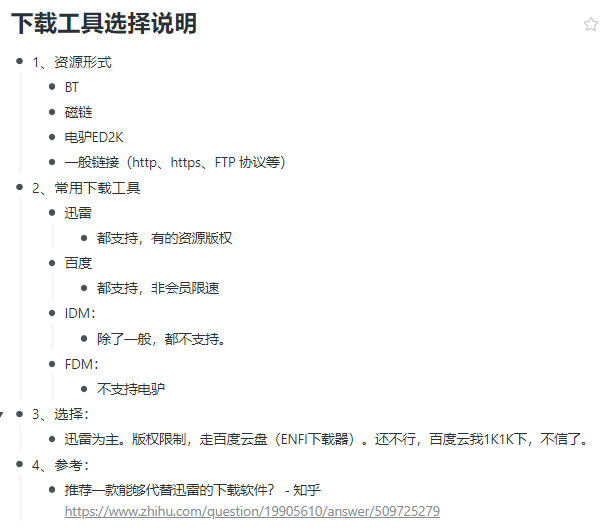 下载工具选择说明
1、资源形式
BT
磁链
电驴ED2K
一般链接（http、https、FTP 协议等）
2、常用下载工具
迅雷
都支持，有的资源版权
百度
都支持，非会员限速
IDM：
除了一般，都不支持。
FDM：
不支持电驴
3、选择：
迅雷为主。版权限制，走百度云盘（ENFI下载器）。还不行，百度云我1K1K下，不信了。
4、参考：
推荐一款能够代替迅雷的下载软件？ - 知乎
https://www.zhihu.com/question/19905610/answer/509725279